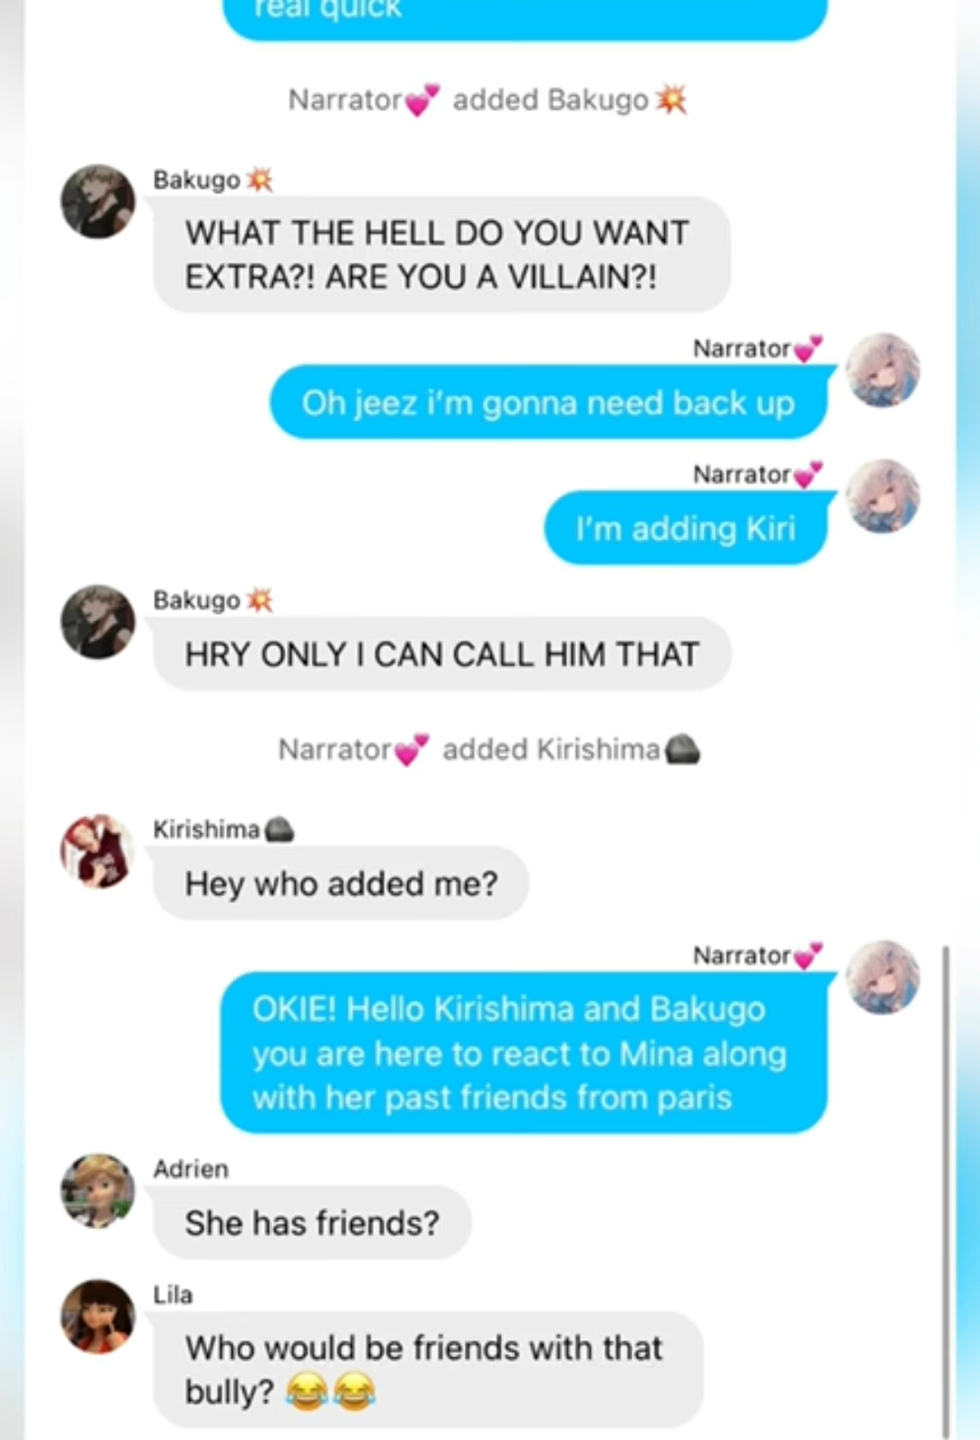 real quick
Narrator💕 added Bakugo💥
Bakugo💥
WHAT THE HELL DO YOU WANT
EXTRA?! ARE YOU A VILLAIN?!
Narrator💕
Oh jeez i'm gonna need back up
Narrator💕
I'm adding Kiri
Bakugo💥
HRY ONLY I CAN CALL HIM THAT
Narrator💕 added Kirishima🪨
Kirishima🪨
Hey who added me?
Narrator💕
OKIE! Hello Kirishima and Bakugo
you are here to react to Mina along
with her past friends from paris
Adrien
She has friends?
Lila
Who would be friends with that
bully? 😂😂